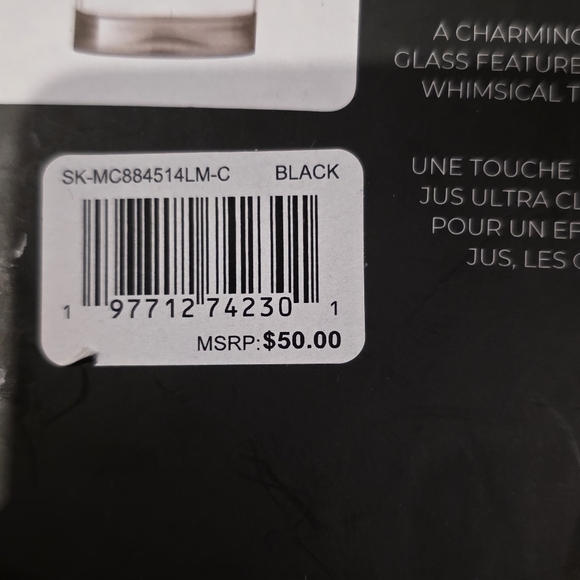 A CHARMING
GLASS FEATURE
WHIMSICAL T
UNE TOUCHE
JUS ULTRA CL
POUR UN EF
JUS, LES
SK-MC884514LM-C BLACK
1 97712 74230 1
MSRP:$50.00